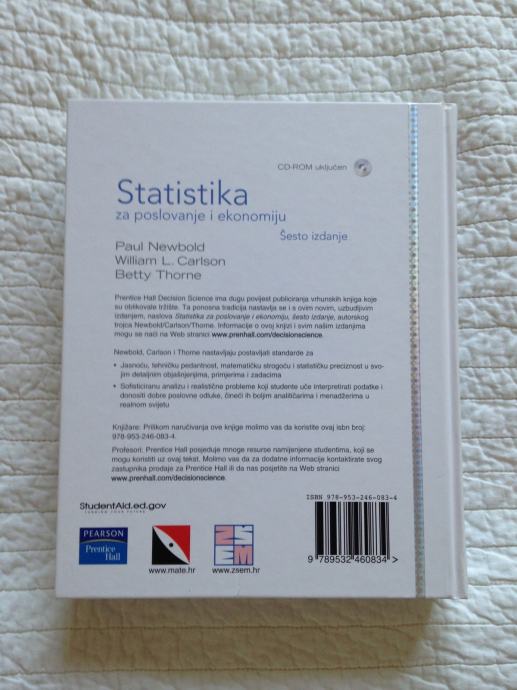 CD-ROM uključen
Statistika
za poslovanje i ekonomiju
Šesto izdanje
Paul Newbold
William L. Carlson
Betty Thorne
Prentice Hall Decision Science ima dugu povijest publiciranja vrhunskih knjiga koje
su oblikovale tržište. Ta ponosna tradicija nastavlja se i s ovim novim, uzbudljivim
izdanjem, naslova Statistika za poslovanje i ekonomiju, šesto izdanje, autorskog
trojca Newbold/Carlson/Thorne. Informacije o ovoj knjizi i svim našim izdanjima
mogu se naći na Web stranici www.prenhall.com/decisionscience.
Newbold, Carlson i Thorne nastavljaju postavljati standarde za
• Jasnoću, tehničku pedantnost, matematičku strogoću i statističku preciznost u svo-
jim detaljnim objašnjenjima, primjerima i zadacima
• Sofisticiranu analizu i realistične probleme koji studente uče interpretirati podatke i
donositi dobre poslovne odluke, čineći ih boljim analitičarima i menadžerima u
realnom svijetu
Knjižare: Prilikom naručivanja ove knjige molimo vas da koristite ovaj isbn broj:
978-953-246-083-4.
Profesori: Prentice Hall posjeduje mnoge resurse namijenjene studentima, koji se
mogu koristiti uz ovaj tekst. Molimo vas da za dodatne informacije kontaktirate svog
zastupnika prodaje za Prentice Hall ili da nas posjetite na Web stranici
www.prenhall.com/decisionscience.
StudentAid.ed.gov
FUNDING YOUR FUTURE
ISBN 978-953-246-083-4
PEARSON
Prentice
Hall
ZS
EM
www.mate.hr
www.zsem.hr
9 789532 460834 >